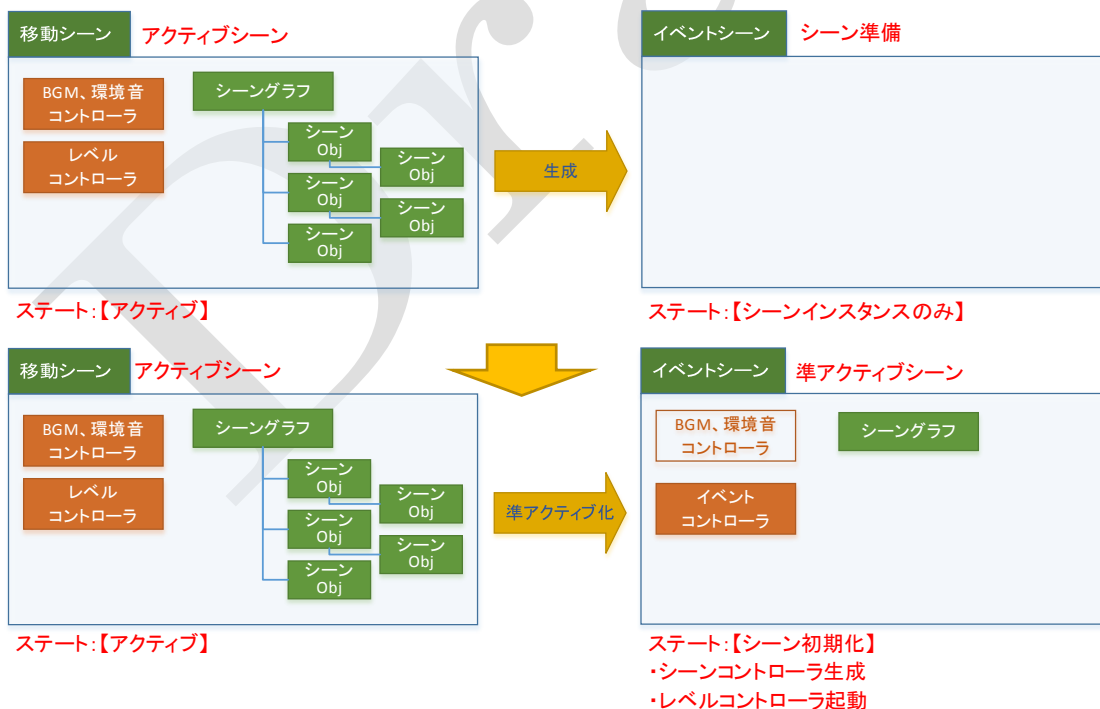 移動シーン
アクティブシーン
BGM、環境音
コントローラ
レベル
コントローラ
シーングラフ
シーン
Obj
シーン
Obj
シーン
Obj
シーン
Obj
シーン
Obj
ステート:【アクティブ】
生成
イベントシーン
シーン準備
ステート:【シーンインスタンスのみ】
移動シーン
アクティブシーン
BGM、環境音
コントローラ
レベル
コントローラ
シーングラフ
シーン
Obj
シーン
Obj
シーン
Obj
シーン
Obj
シーン
Obj
ステート:【アクティブ】
準アクティブ化
イベントシーン
準アクティブシーン
BGM、環境音
コントローラ
シーングラフ
イベント
コントローラ
ステート:【シーン初期化】
・シーンコントローラ生成
・レベルコントローラ起動